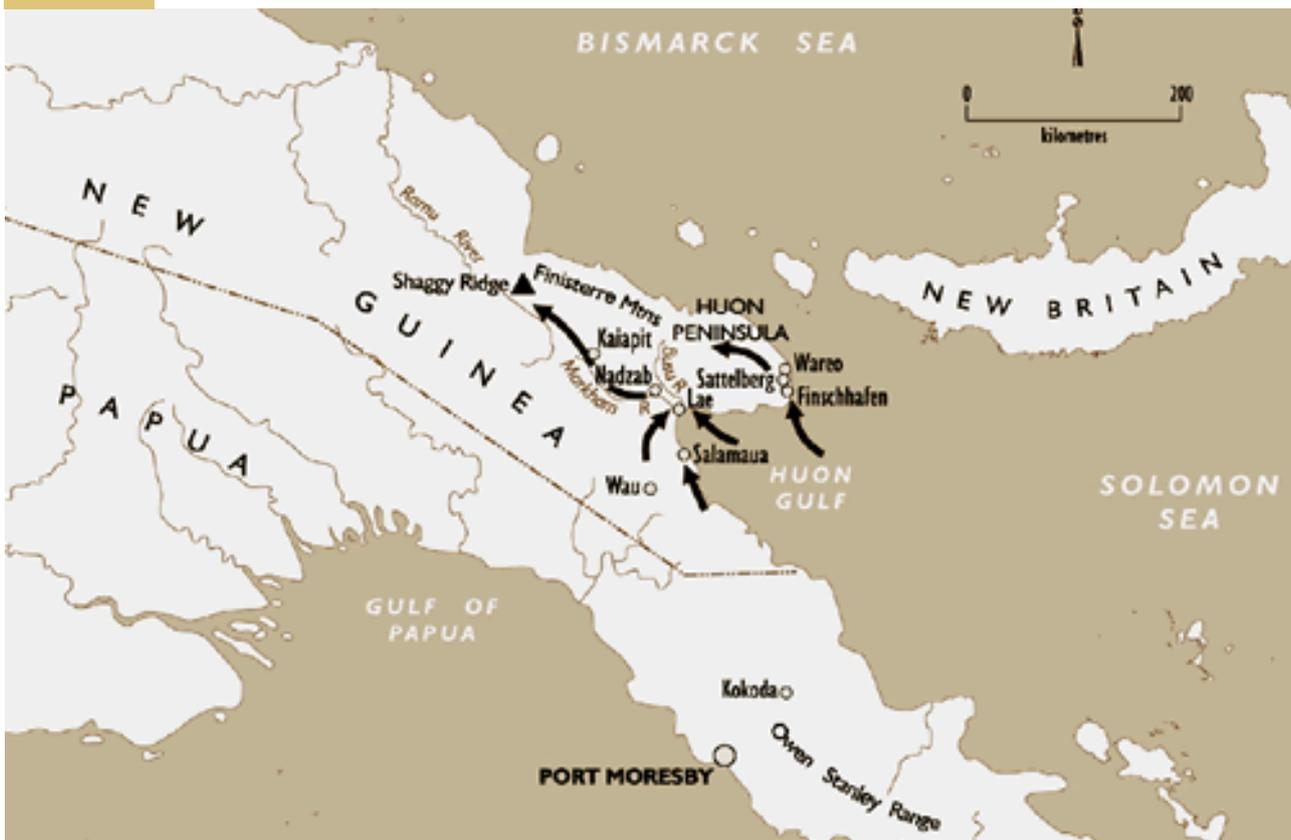 BISMARCK SEA
0 200
kilometres
NEW
GUINEA
PAPUA
Ramu River
Shaggy Ridge
Finisterre Mtns
HUON
PENINSULA
NEW BRITAIN
Kaiapit
Nadzab
Markham R
Busu R
Lae
Wareo
Sattelberg
Finschhafen
Salamaua
Wau
HUON
GULF
SOLOMON
SEA
GULF OF
PAPUA
Kokoda
Owen Stanley Range
PORT MORESBY